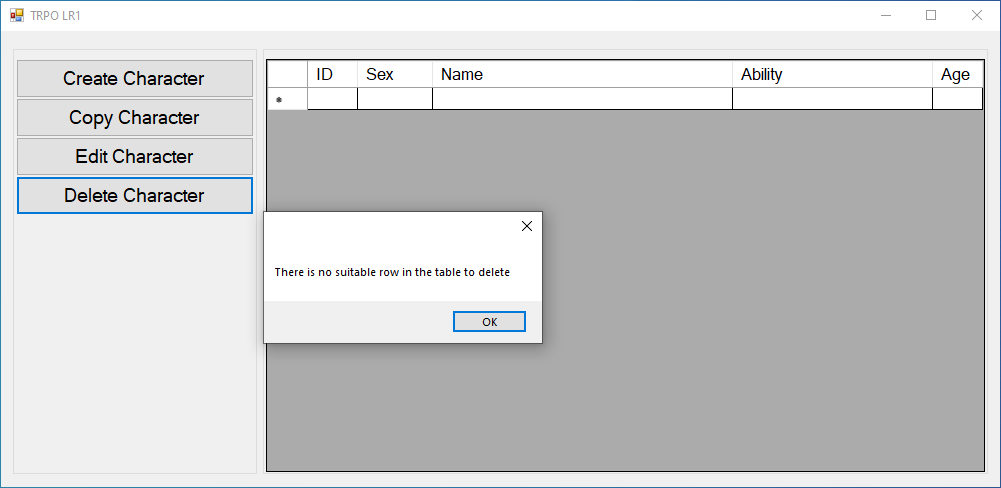 TRPO LR1
Create Character
Copy Character
Edit Character
Delete Character
ID Sex Name Ability Age
*
There is no suitable row in the table to delete
OK